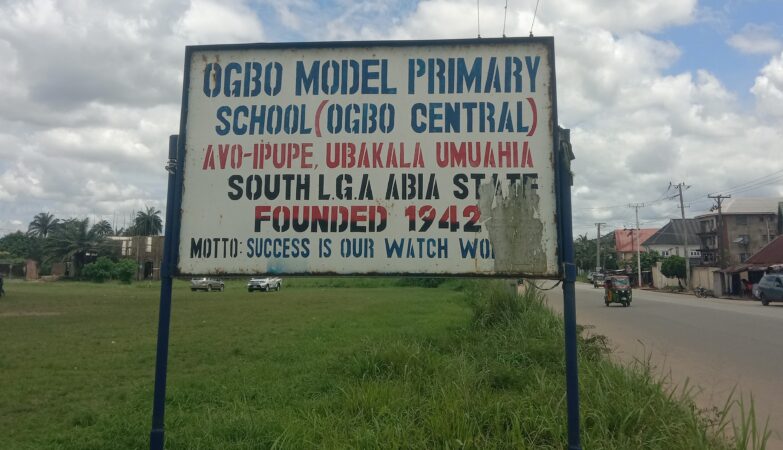 OGBO MODEL PRIMARY
SCHOOL(OGBO CENTRAL)
AVO-IPUPE, UBAKALA UMUAHIA
SOUTH L.G.A ABIA STATE
FOUNDED 1942
MOTTO: SUCCESS IS OUR WATCH